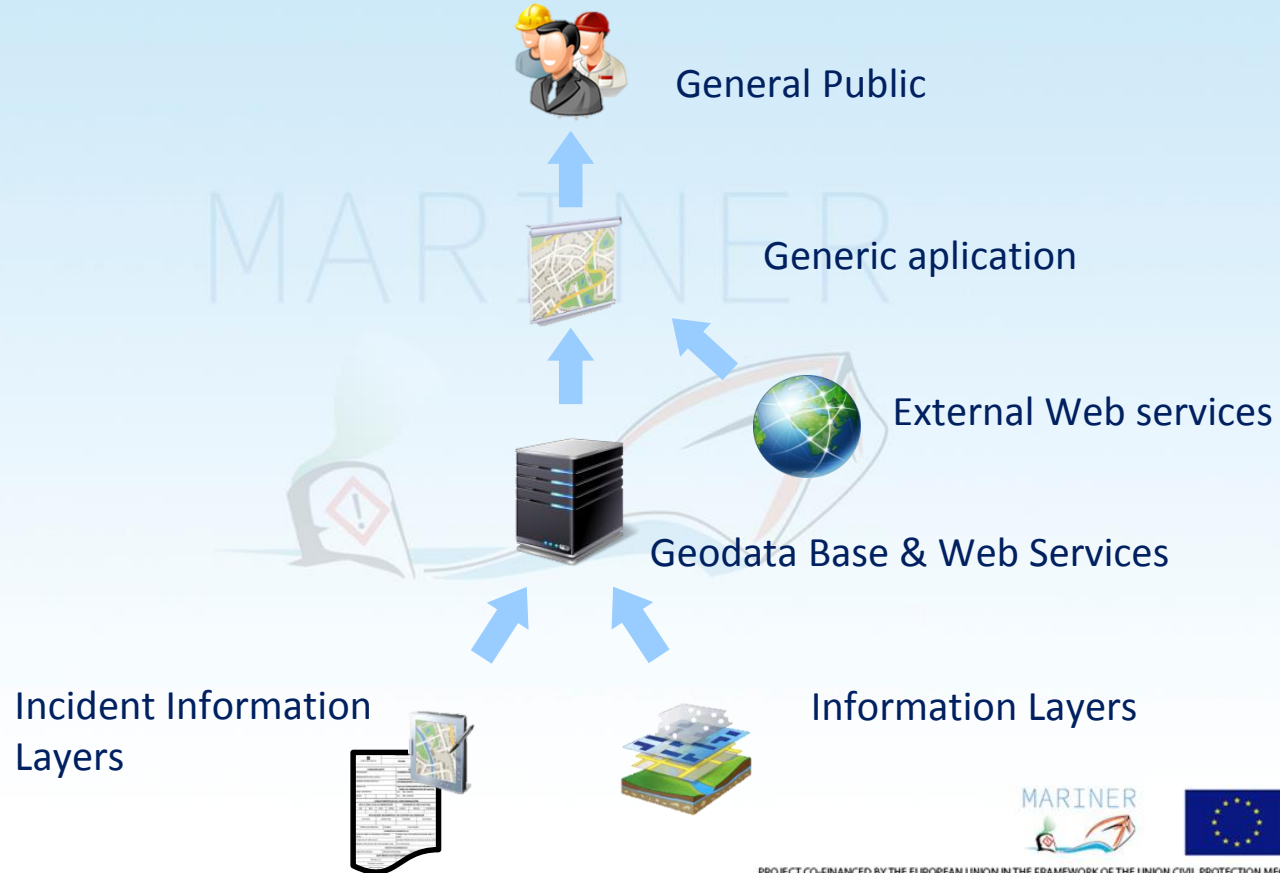 General Public
MARINER
Generic aplication
External Web services
Geodata Base & Web Services
Incident Information
Layers
Information Layers
MARINER
PROJECT CO-FINANCED BY THE EUROPEAN UNION IN THE FRAMEWORK OF THE UNION CIVIL PROTECTION